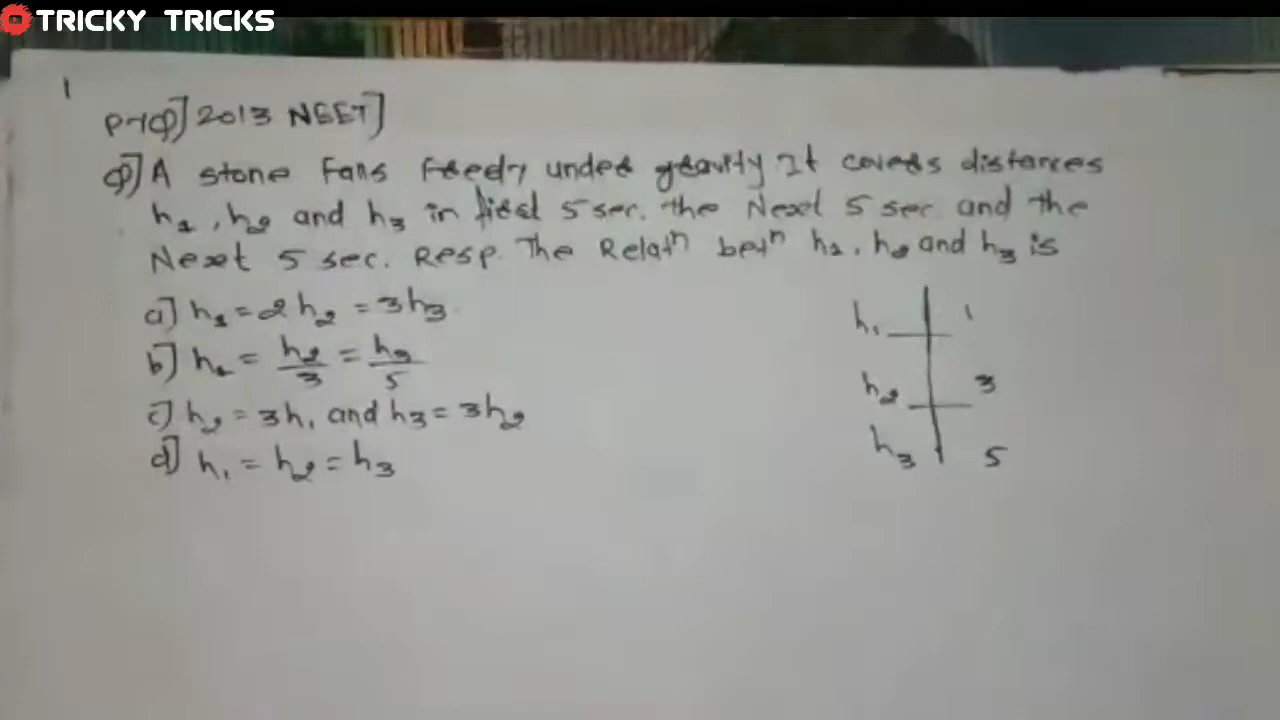 TRICKY TRICKS
1
PYQ] 2013 NEET]
Q] A stone Falls Freely under gravity It covers distances
h1, h2 and h3 in first 5 sec. the Next 5 sec and the
Next 5 sec. Resp. The Relatn betn h1, h2 and h3 is
a] h1 = 2h2 = 3h3
b] h1 = h2/3 = h3/5
c] h2 = 3h1 and h3 = 3h2
d] h1 = h2 = h3
h1 1
h2 3
h3 5